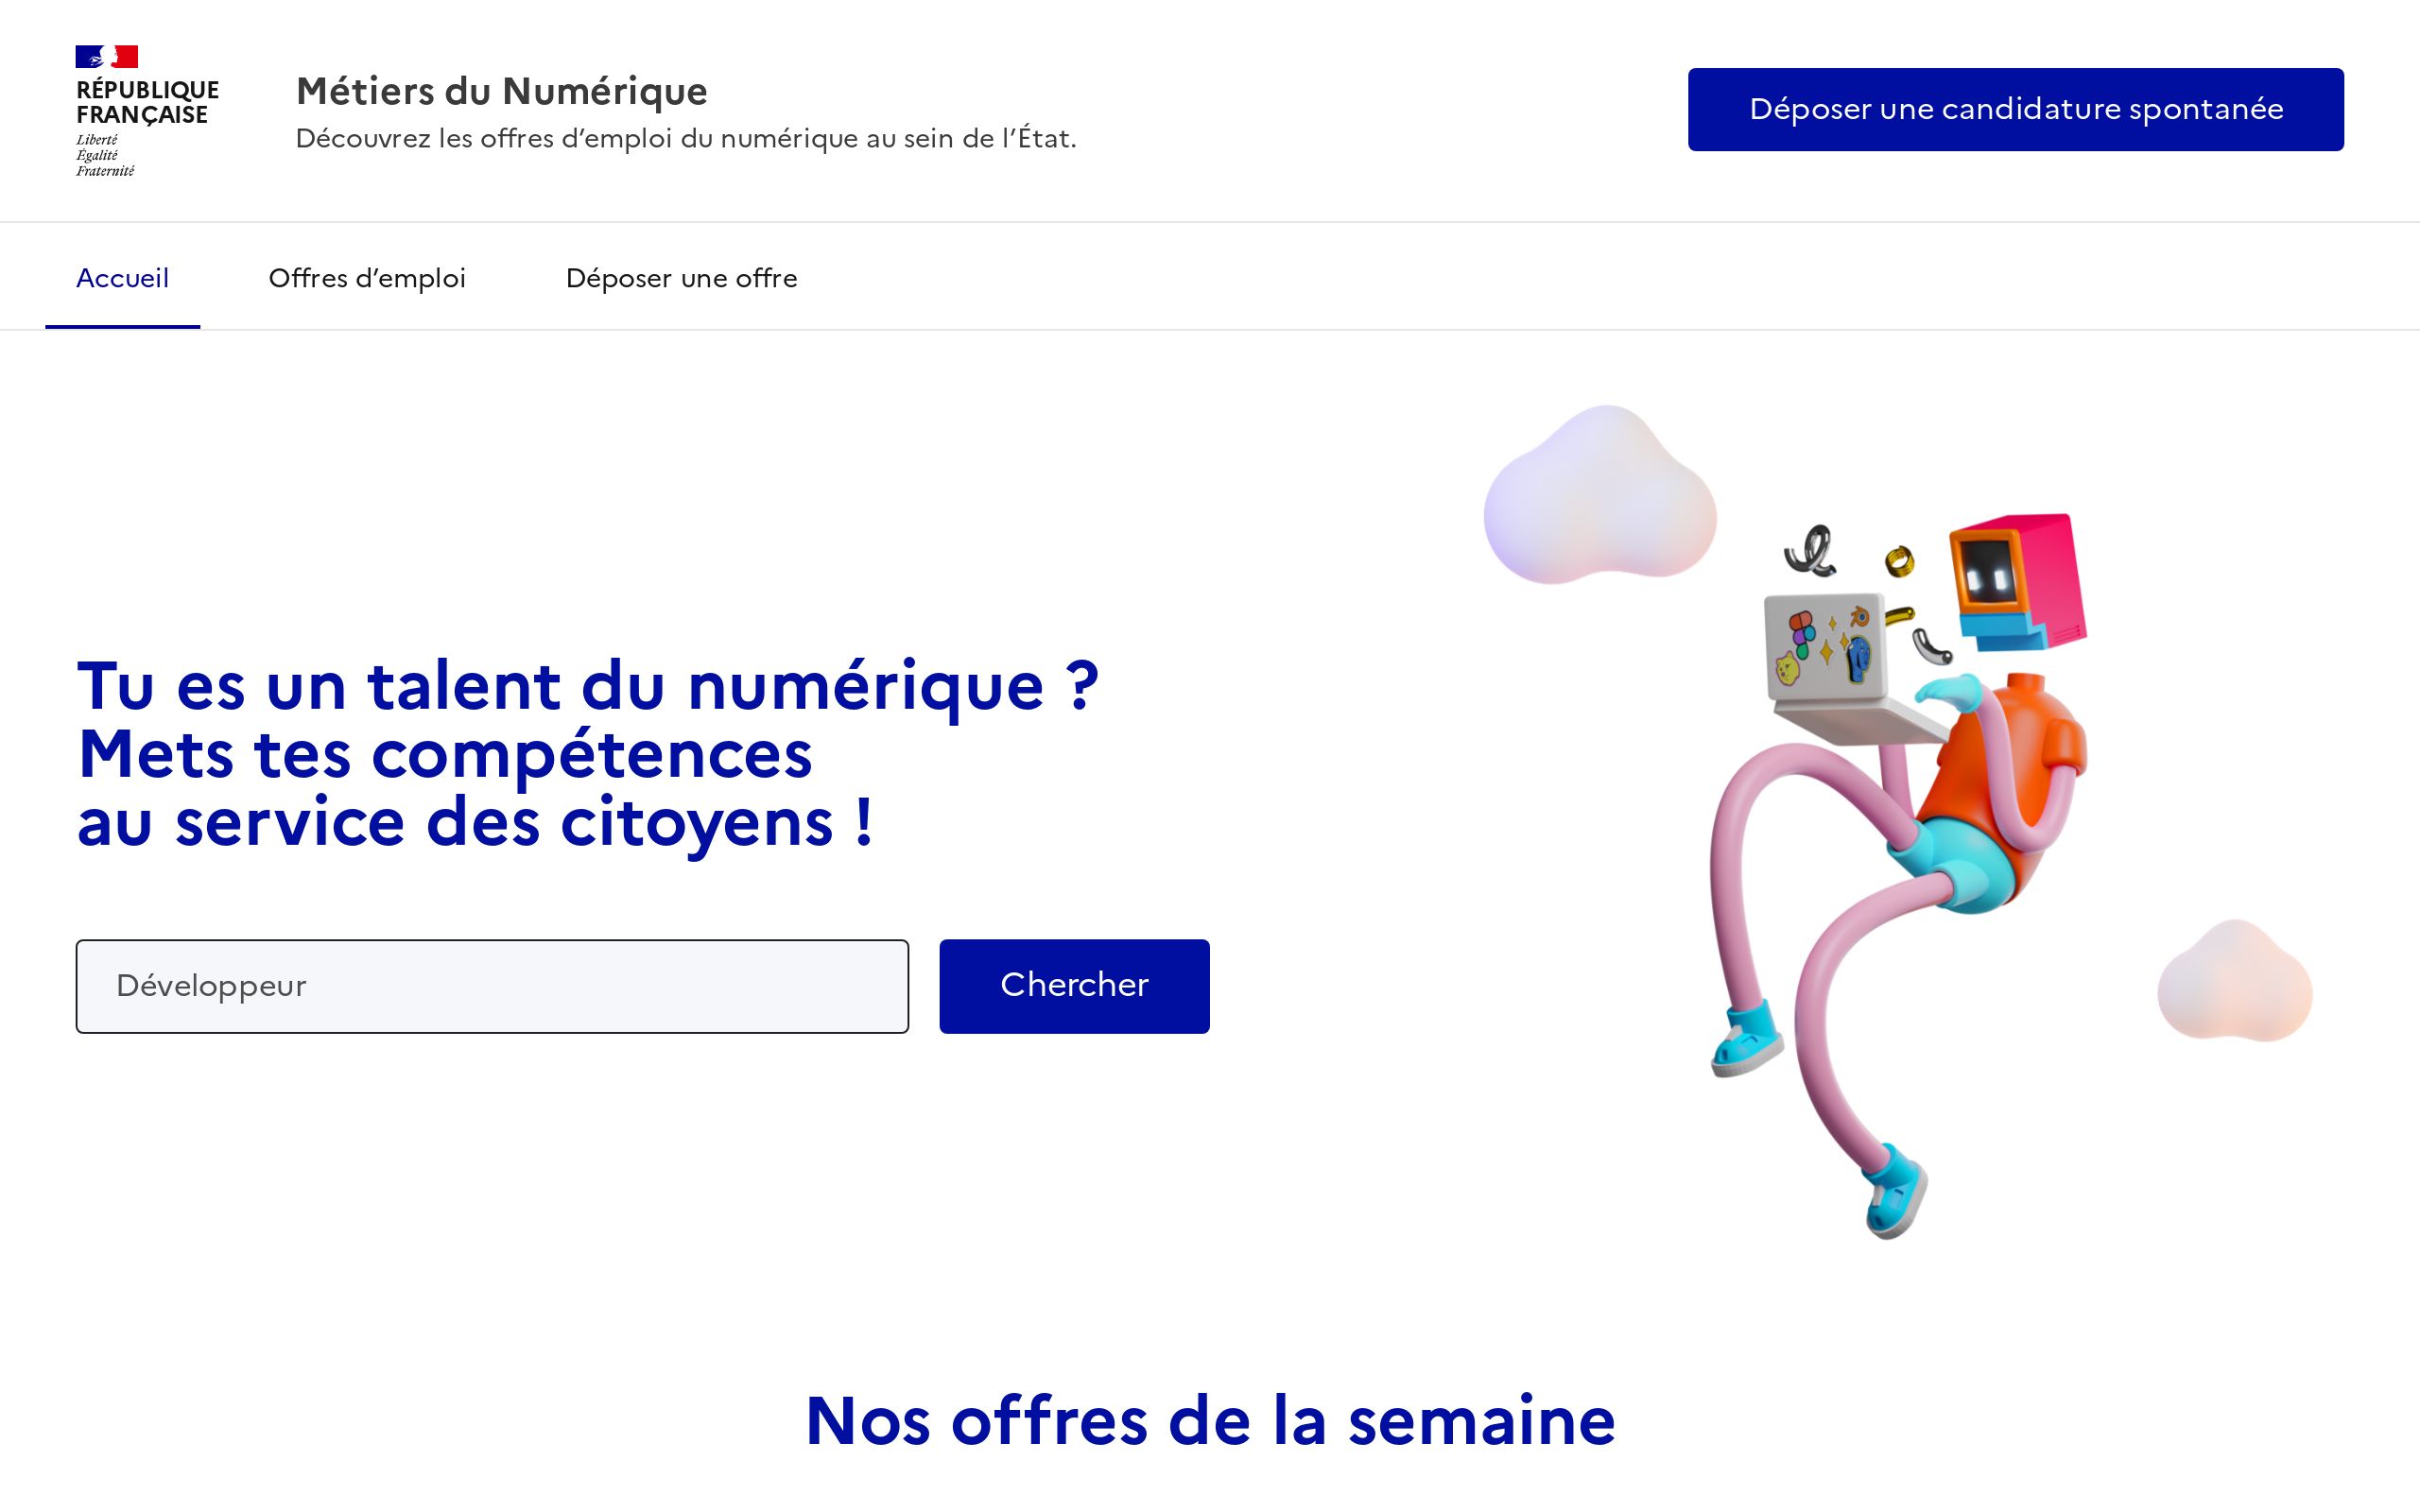 RÉPUBLIQUE
FRANÇAISE
Liberté
Égalité
Fraternité
Métiers du Numérique
Découvrez les offres d’emploi du numérique au sein de l’État.
Déposer une candidature spontanée
Accueil
Offres d’emploi
Déposer une offre
Tu es un talent du numérique ?
Mets tes compétences
au service des citoyens !
Développeur
Chercher
Nos offres de la semaine